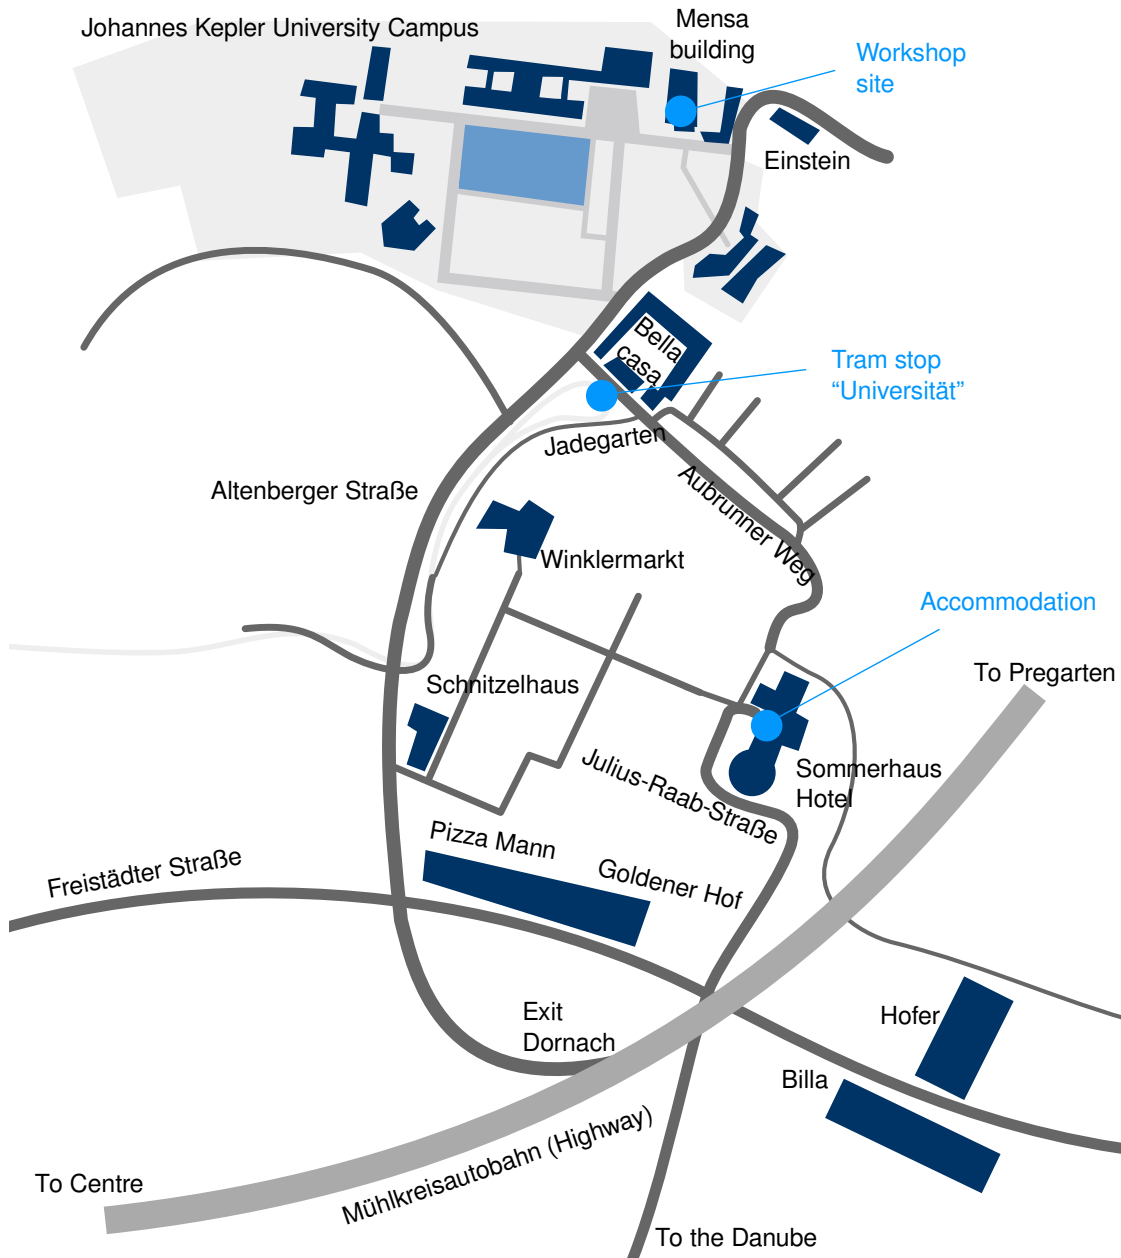 Johannes Kepler University Campus
Mensa
building
Workshop
site
Einstein
Bella
casa
Tram stop
“Universität”
Jadegarten
Altenberger Straße
Aubrunner Weg
Winklermarkt
Accommodation
To Pregarten
Schnitzelhaus
Julius-Raab-Straße
Sommerhaus
Hotel
Pizza Mann
Goldener Hof
Freistädter Straße
Exit
Dornach
Hofer
Billa
Mühlkreisautobahn (Highway)
To Centre
To the Danube